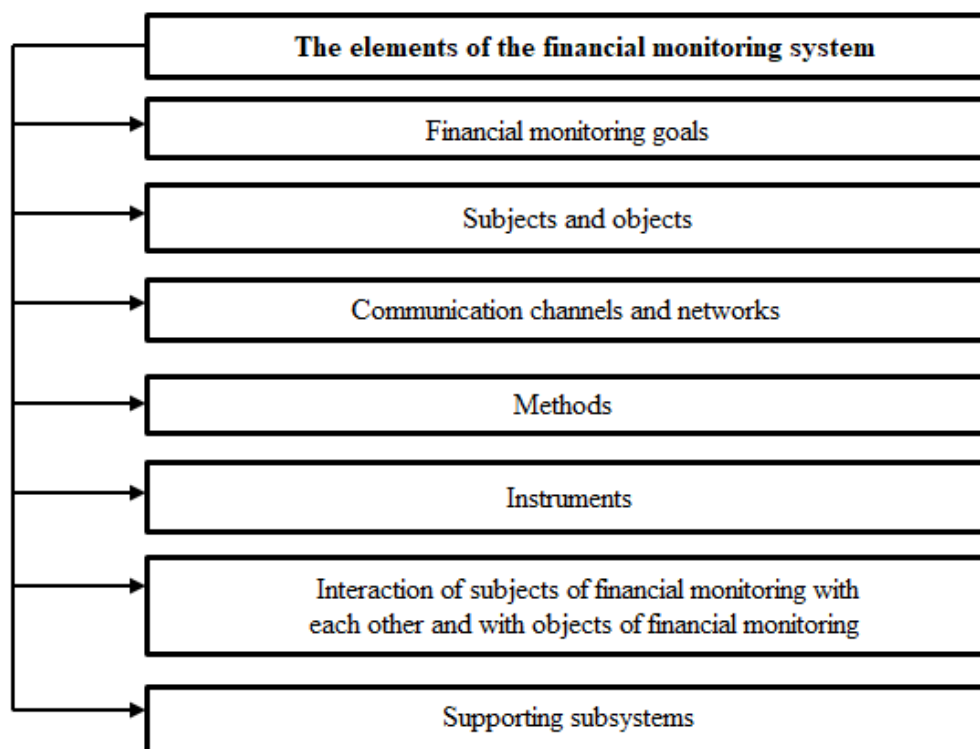 The elements of the financial monitoring system
Financial monitoring goals
Subjects and objects
Communication channels and networks
Methods
Instruments
Interaction of subjects of financial monitoring with
each other and with objects of financial monitoring
Supporting subsystems